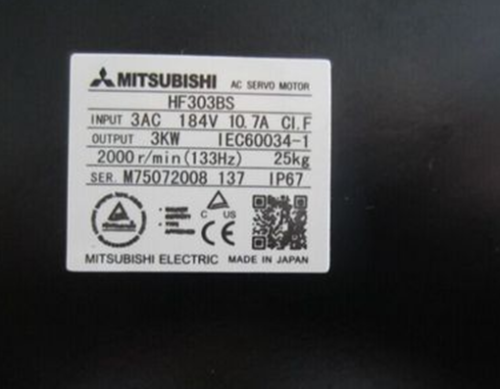 MITSUBISHI AC SERVO MOTOR
HF303BS
INPUT 3AC 184V 10.7A CI.F
OUTPUT 3KW IEC60034-1
2000 r/min(133Hz) 25kg
SER. M75072008 137 IP67
C US
CE
MITSUBISHI ELECTRIC MADE IN JAPAN